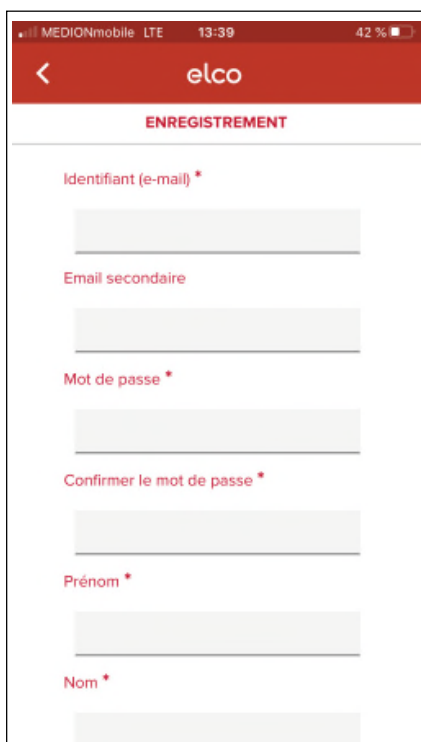 MEDIONmobile LTE 13:39 42 %
elco
ENREGISTREMENT
Identifiant (e-mail) *
Email secondaire
Mot de passe *
Confirmer le mot de passe *
Prénom *
Nom *